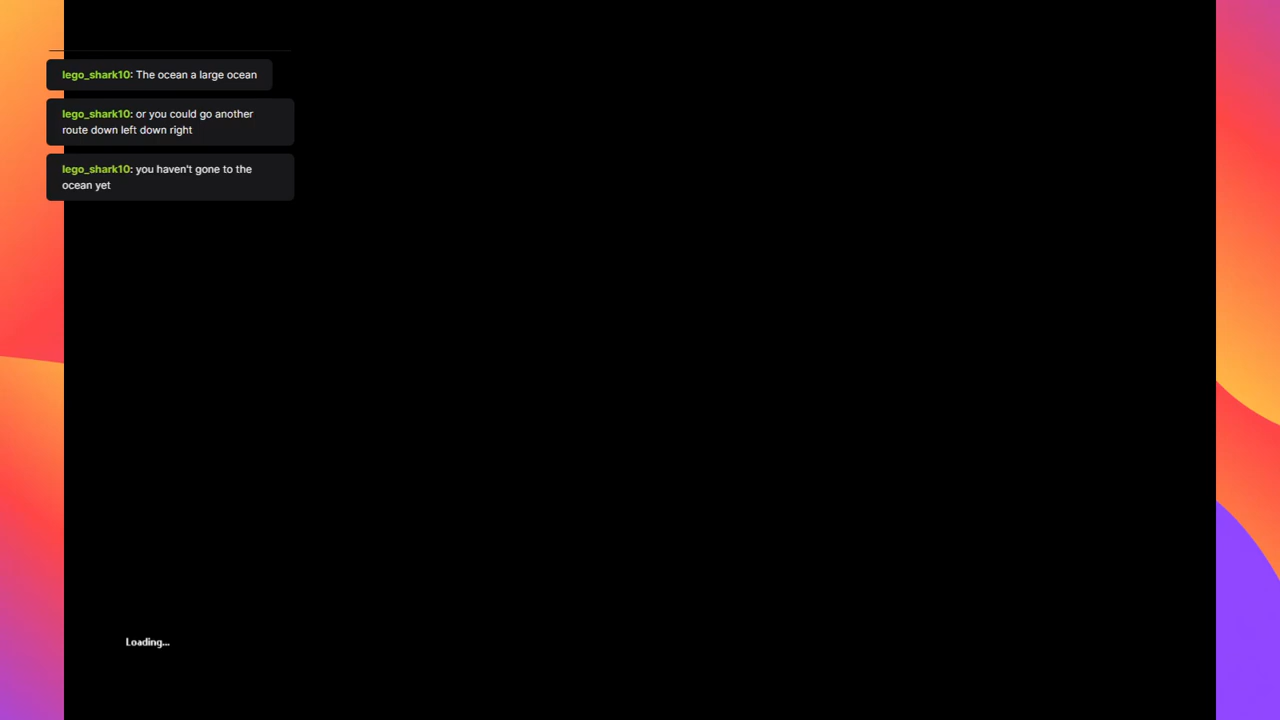 lego_shark10: The ocean a large ocean
lego_shark10: or you could go another
route down left down right
lego_shark10: you haven't gone to the
ocean yet
Loading...